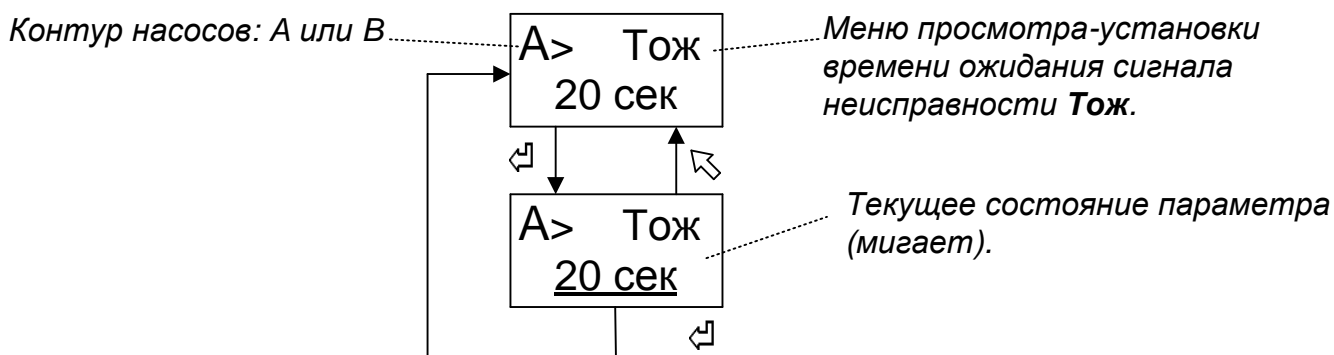 Контур насосов: А или В
А> Тож
20 сек
Меню просмотра-установки
времени ожидания сигнала
неисправности Тож.
А> Тож
20 сек
Текущее состояние параметра
(мигает).